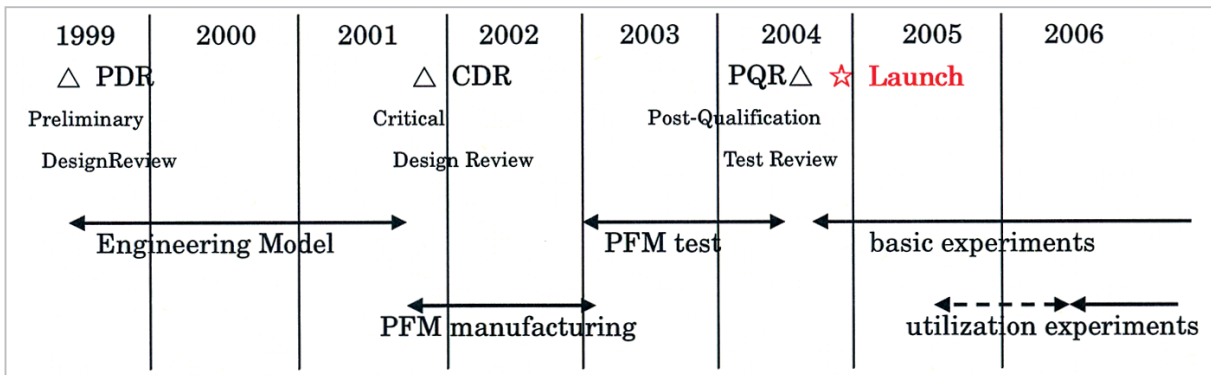 1999 2000 2001 2002 2003 2004 2005 2006
△ PDR △ CDR PQR△ ☆ Launch
Preliminary Critical Post-Qualification
DesignReview Design Review Test Review
Engineering Model PFM test basic experiments
PFM manufacturing utilization experiments